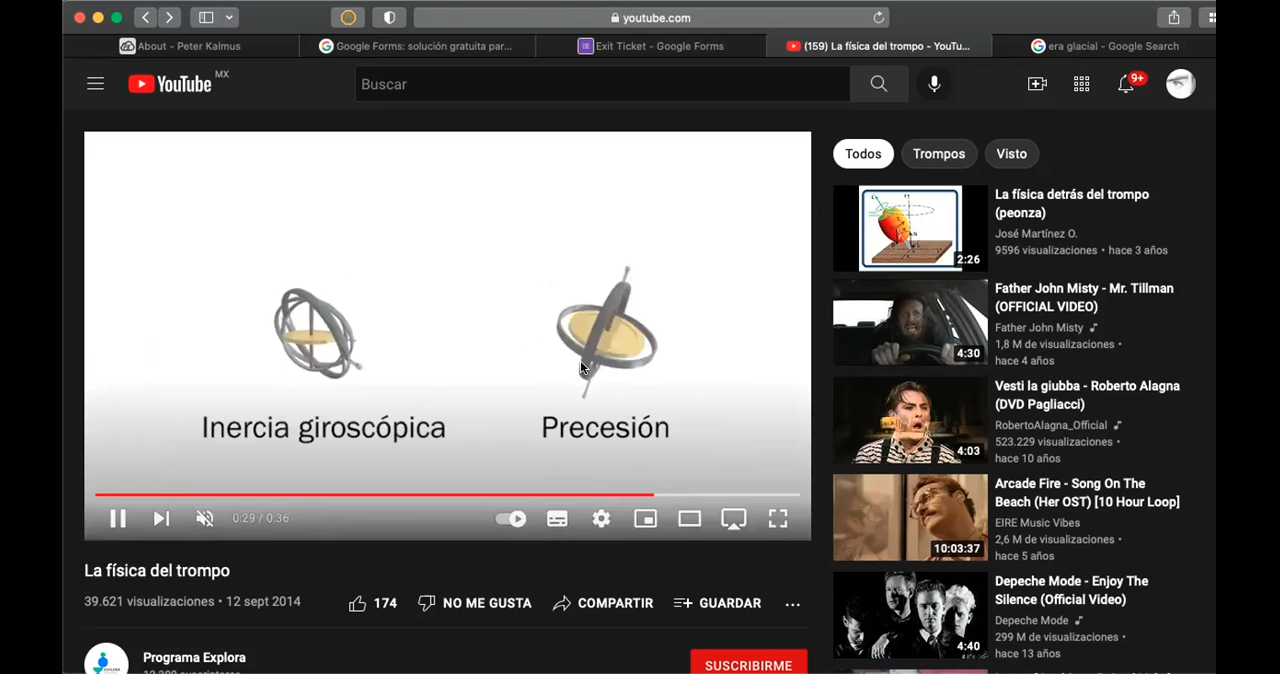 youtube.com
About - Peter Kalmus
Google Forms: solución gratuita par...
Exit Ticket - Google Forms
(159) La física del trompo - YouTu...
era glacial - Google Search
YouTube MX
Buscar
9+
Inercia giroscópica
Precesión
0:29 / 0:36
La física del trompo
39.621 visualizaciones • 12 sept 2014
174
NO ME GUSTA
COMPARTIR
GUARDAR
Programa Explora
SUSCRIBIRME
Todos
Trompos
Visto
2:26
La física detrás del trompo
(peonza)
José Martínez O.
9596 visualizaciones • hace 3 años
4:30
Father John Misty - Mr. Tillman
(OFFICIAL VIDEO)
Father John Misty
1,8 M de visualizaciones •
hace 4 años
4:03
Vesti la giubba - Roberto Alagna
(DVD Pagliacci)
RobertoAlagna_Official
523.229 visualizaciones •
hace 10 años
10:03:37
Arcade Fire - Song On The
Beach (Her OST) [10 Hour Loop]
EIRE Music Vibes
2,6 M de visualizaciones •
hace 5 años
4:40
Depeche Mode - Enjoy The
Silence (Official Video)
Depeche Mode
299 M de visualizaciones •
hace 13 años